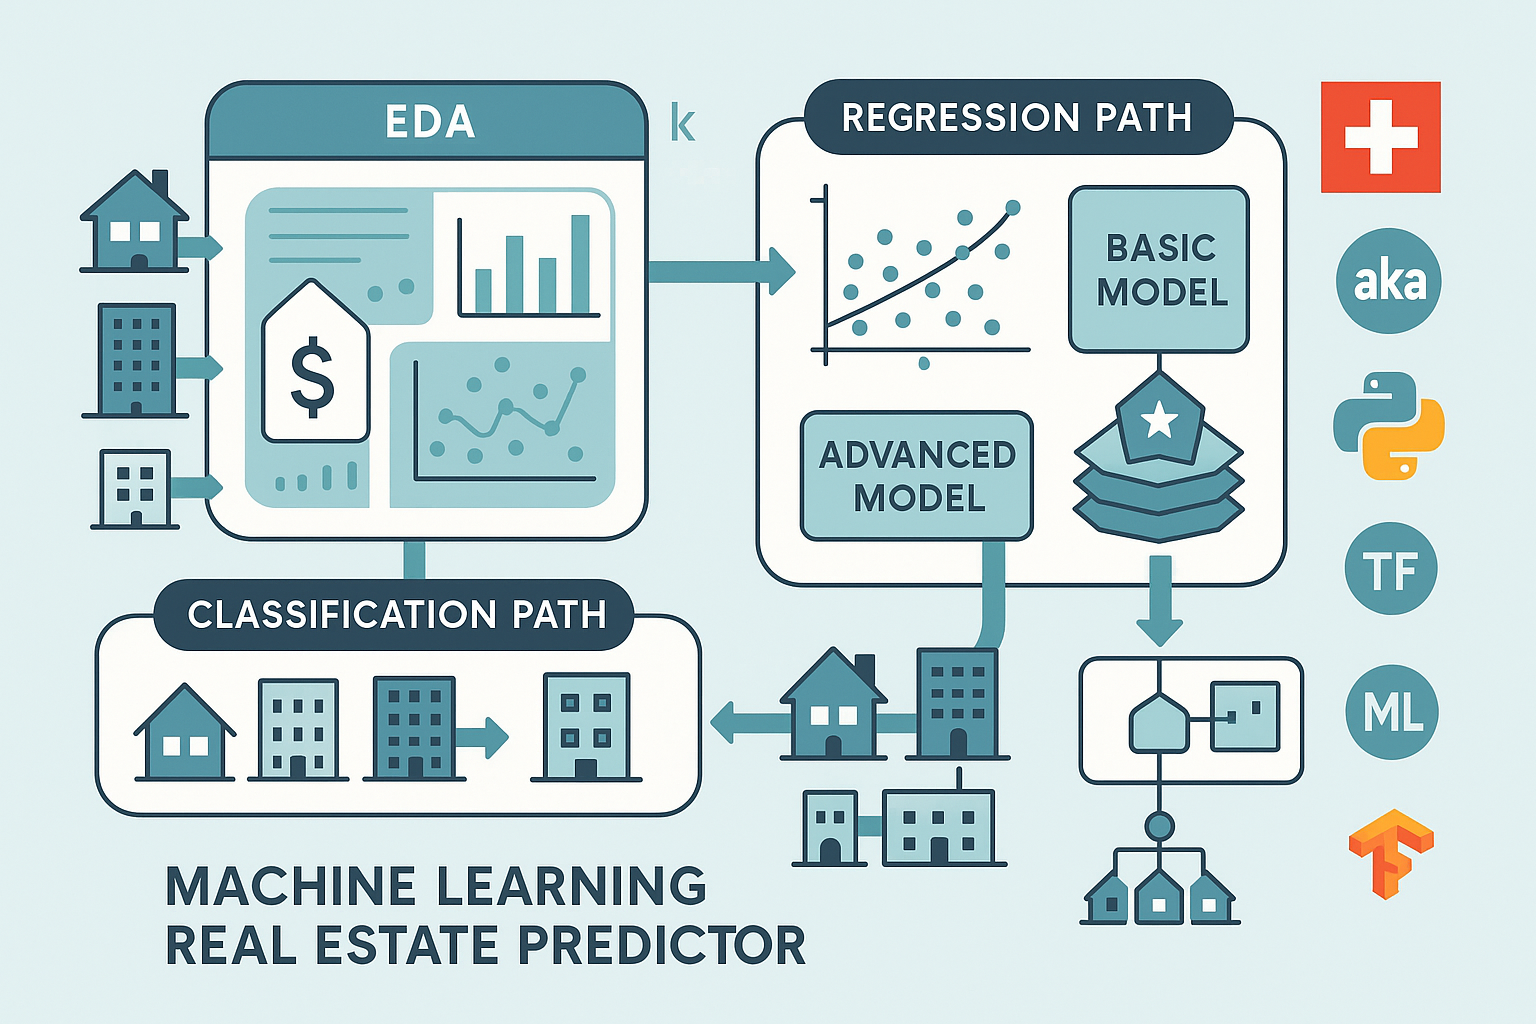 EDA
$
k
REGRESSION PATH
BASIC
MODEL
ADVANCED
MODEL
CLASSIFICATION PATH
MACHINE LEARNING
REAL ESTATE PREDICTOR
aka
TF
ML